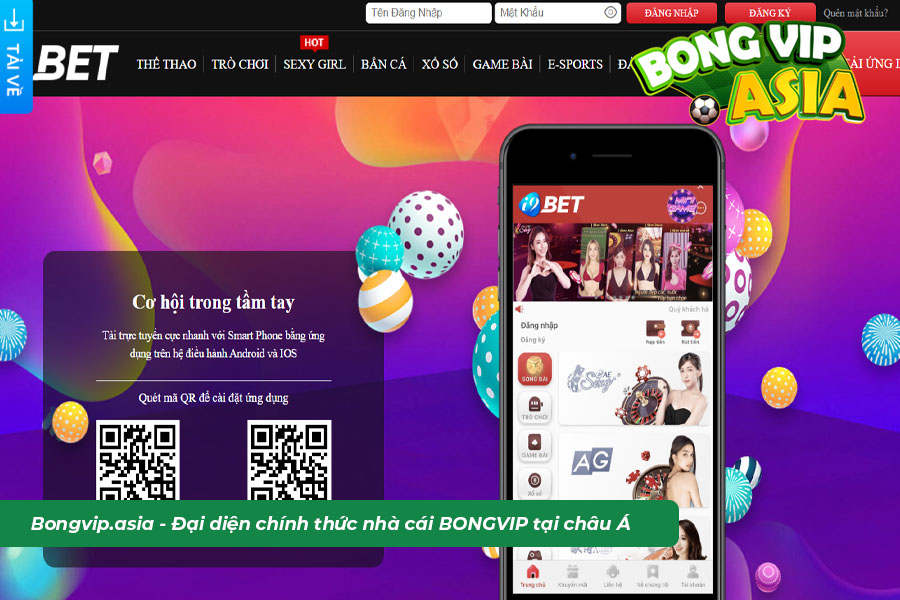 Tên Đăng Nhập
Mật Khẩu
ĐĂNG NHẬP
ĐĂNG KÝ
Quên mật khẩu?
TẢI VỀ
BET
HOT
THỂ THAO
TRÒ CHƠI
SEXY GIRL
BẮN CÁ
XỔ SỐ
GAME BÀI
E-SPORTS
BONG VIP
ASIA
i9BET
Cơ hội trong tầm tay
Tải trực tuyến cực nhanh với Smart Phone bằng ứng
dụng trên hệ điều hành Android và IOS
Quét mã QR để cài đặt ứng dụng
Quý khách hà
Đăng nhập
Đăng ký
Nạp tiền
Rút tiền
SÒNG BÀI
AE
Sexy
TRÒ CHƠI
GAME BÀI
AG
Xổ số
Bongvip.asia - Đại diện chính thức nhà cái BONGVIP tại châu Á
Trang chủ
Khuyến mãi
Liên hệ
Về chúng tôi
Tài khoản